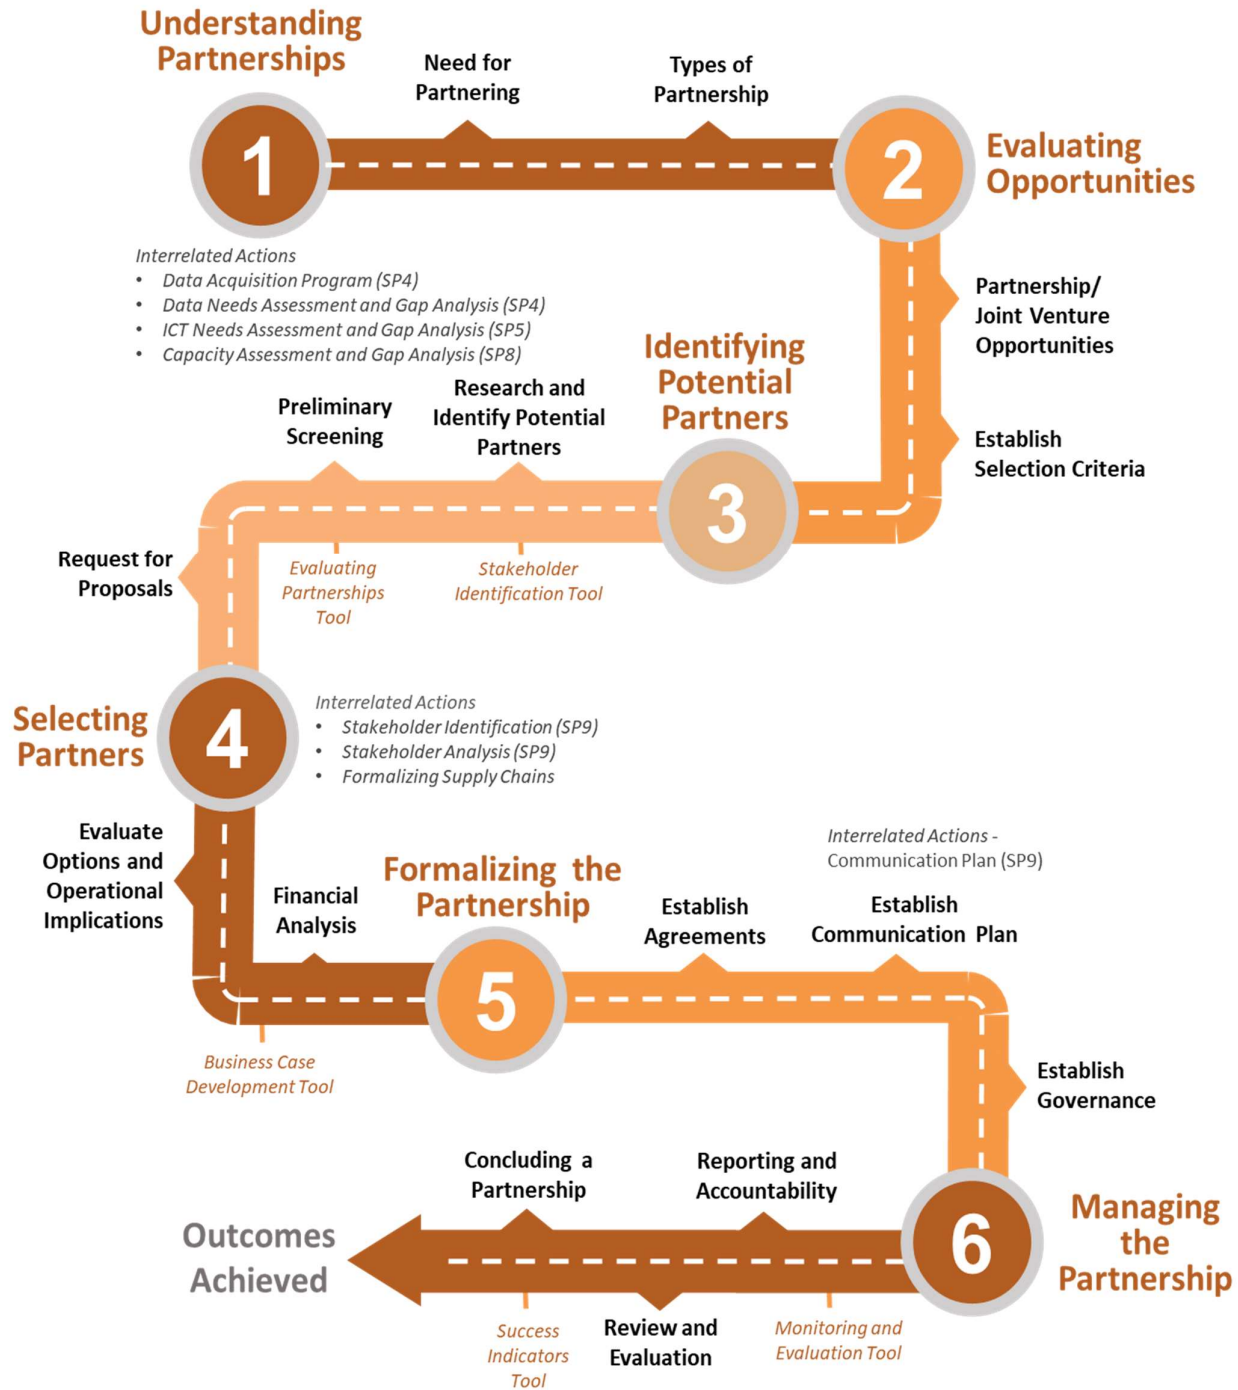 Understanding
Partnerships
Need for
Partnering
Types of
Partnership
1
2
Evaluating
Opportunities
Interrelated Actions
• Data Acquisition Program (SP4)
• Data Needs Assessment and Gap Analysis (SP4)
• ICT Needs Assessment and Gap Analysis (SP5)
• Capacity Assessment and Gap Analysis (SP8)
Partnership/
Joint Venture
Opportunities
Establish
Selection Criteria
Identifying
Potential
Partners
3
Research and
Identify Potential
Partners
Preliminary
Screening
Stakeholder
Identification Tool
Evaluating
Partnerships
Tool
Request for
Proposals
Selecting
Partners
4
Interrelated Actions
• Stakeholder Identification (SP9)
• Stakeholder Analysis (SP9)
• Formalizing Supply Chains
Evaluate
Options and
Operational
Implications
Financial
Analysis
Business Case
Development Tool
Formalizing the
Partnership
5
Establish
Agreements
Interrelated Actions -
Communication Plan (SP9)
Establish
Communication Plan
Establish
Governance
6
Managing
the
Partnership
Reporting and
Accountability
Concluding a
Partnership
Monitoring and
Evaluation Tool
Review and
Evaluation
Success
Indicators
Tool
Outcomes
Achieved